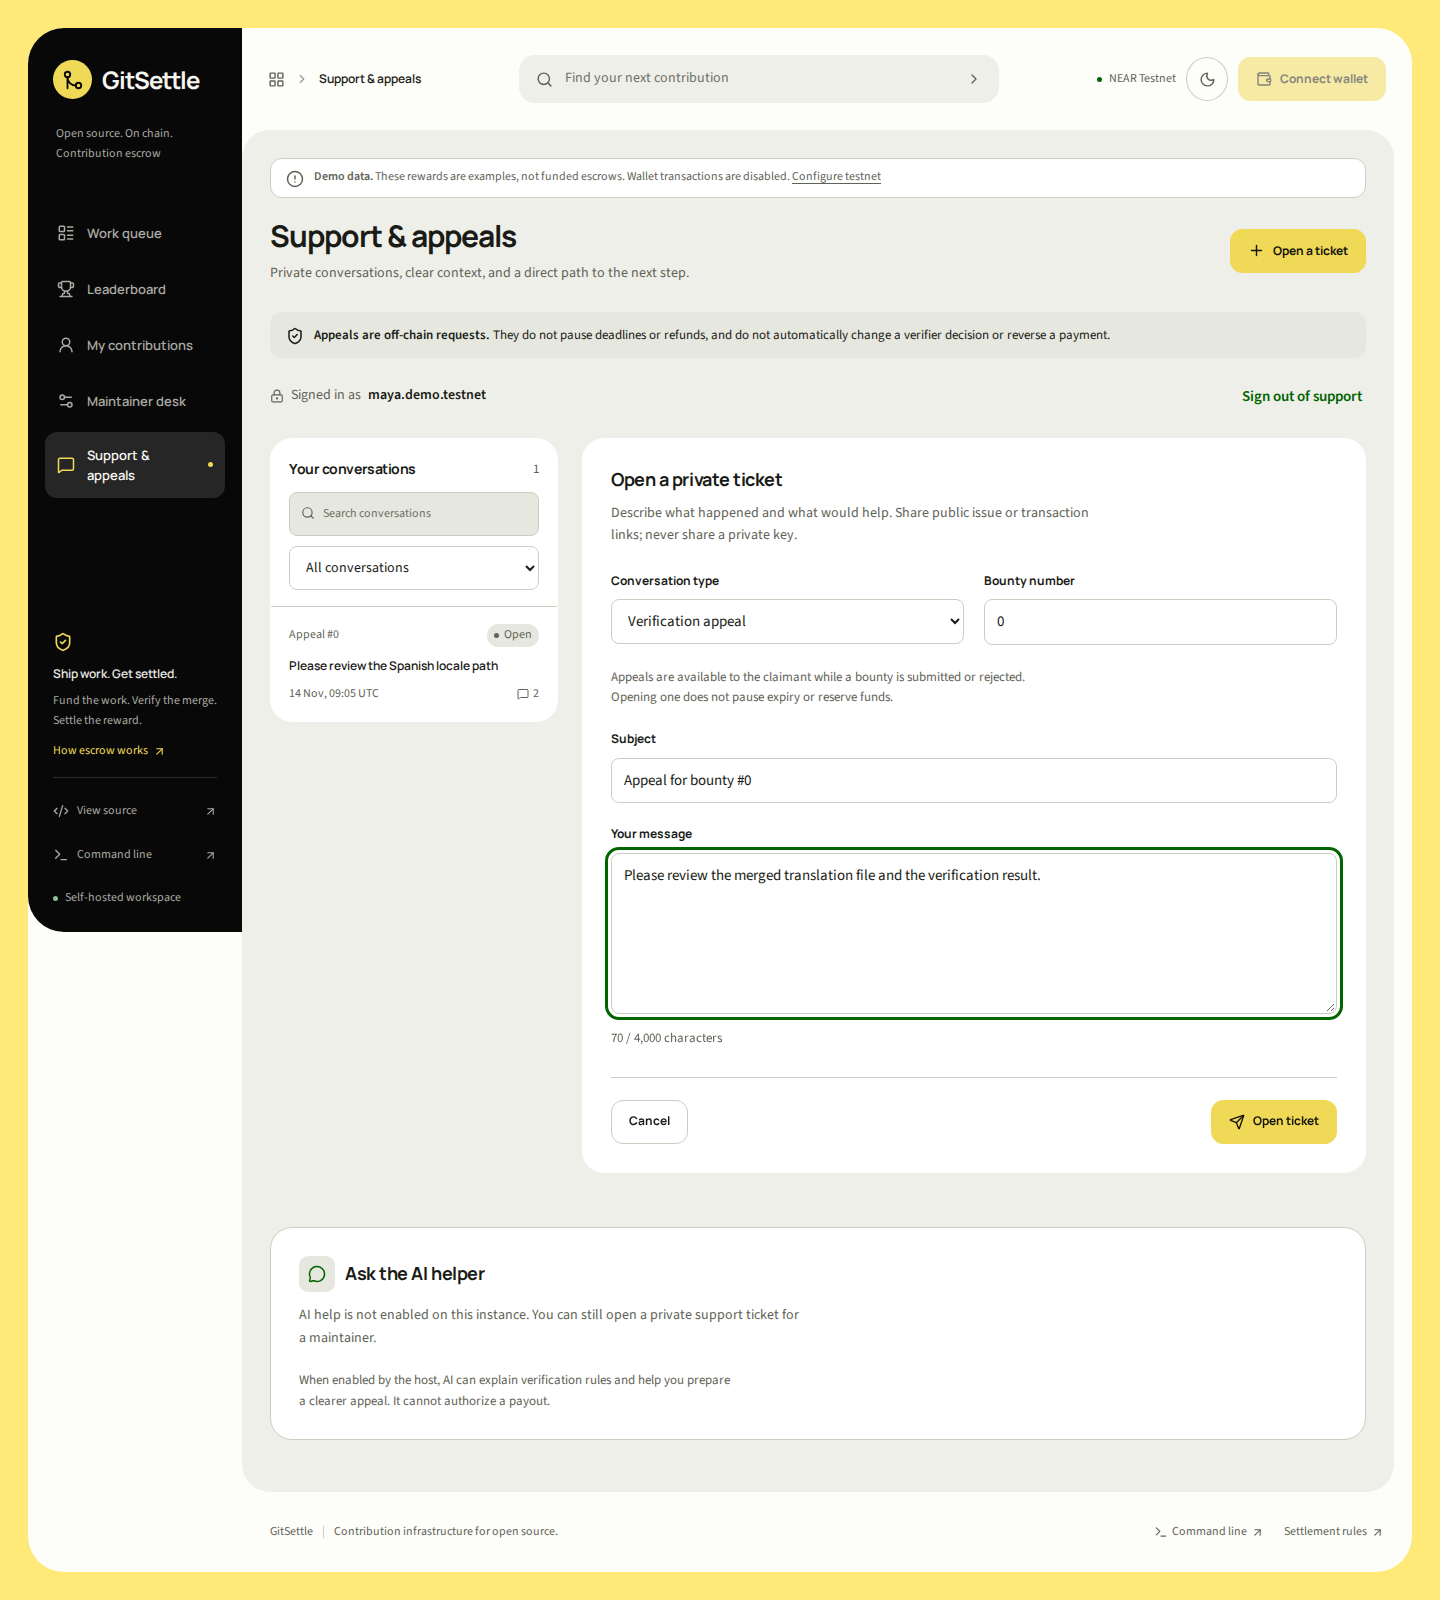 GitSettle
Open source. On chain.
Contribution escrow
Work queue
Leaderboard
My contributions
Maintainer desk
Support &
appeals
Ship work. Get settled.
Fund the work. Verify the merge.
Settle the reward.
How escrow works
View source
Command line
Self-hosted workspace
Support & appeals
Find your next contribution
NEAR Testnet
Connect wallet
Demo data. These rewards are examples, not funded escrows. Wallet transactions are disabled. Configure testnet
Support & appeals
Private conversations, clear context, and a direct path to the next step.
Open a ticket
Appeals are off-chain requests. They do not pause deadlines or refunds, and do not automatically change a verifier decision or reverse a payment.
Signed in as maya.demo.testnet
Sign out of support
Your conversations 1
Search conversations
All conversations
Appeal #0 Open
Please review the Spanish locale path
14 Nov, 09:05 UTC 2
Open a private ticket
Describe what happened and what would help. Share public issue or transaction
links; never share a private key.
Conversation type
Verification appeal
Bounty number
0
Appeals are available to the claimant while a bounty is submitted or rejected.
Opening one does not pause expiry or reserve funds.
Subject
Appeal for bounty #0
Your message
Please review the merged translation file and the verification result.
70 / 4,000 characters
Cancel
Open ticket
Ask the AI helper
AI help is not enabled on this instance. You can still open a private support ticket for
a maintainer.
When enabled by the host, AI can explain verification rules and help you prepare
a clearer appeal. It cannot authorize a payout.
GitSettle Contribution infrastructure for open source.
Command line Settlement rules